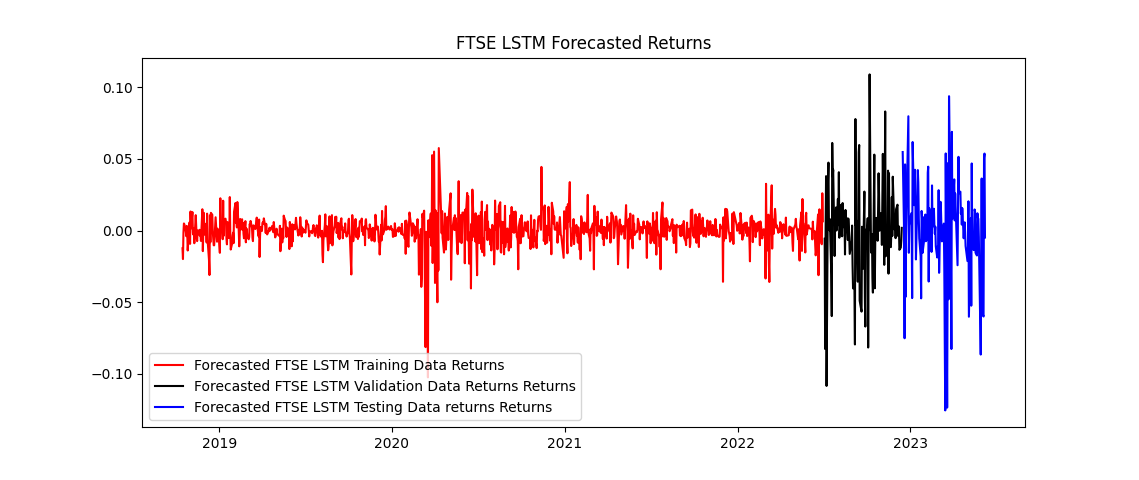 FTSE LSTM Forecasted Returns
0.10
0.05
0.00
−0.05
−0.10
Forecasted FTSE LSTM Training Data Returns
Forecasted FTSE LSTM Validation Data Returns Returns
Forecasted FTSE LSTM Testing Data returns Returns
2019 2020 2021 2022 2023